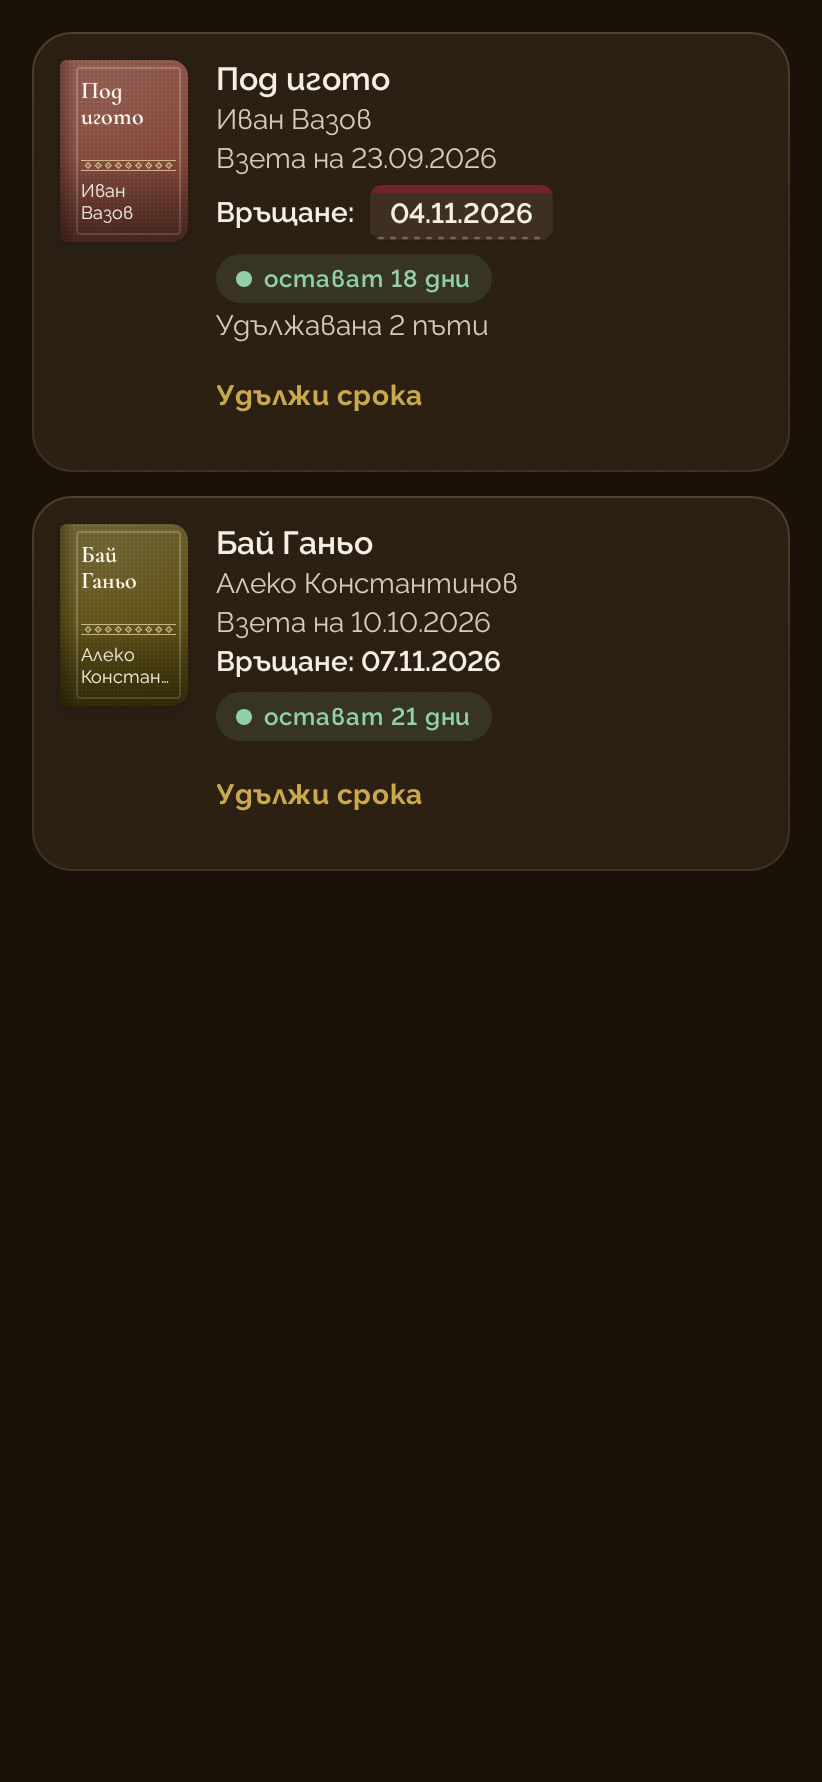 Под
игото
Иван
Вазов
Под игото
Иван Вазов
Взета на 23.09.2026
Връщане: 04.11.2026
остават 18 дни
Удължавана 2 пъти
Удължи срока
Бай
Ганьо
Алеко
Констан…
Бай Ганьо
Алеко Константинов
Взета на 10.10.2026
Връщане: 07.11.2026
остават 21 дни
Удължи срока